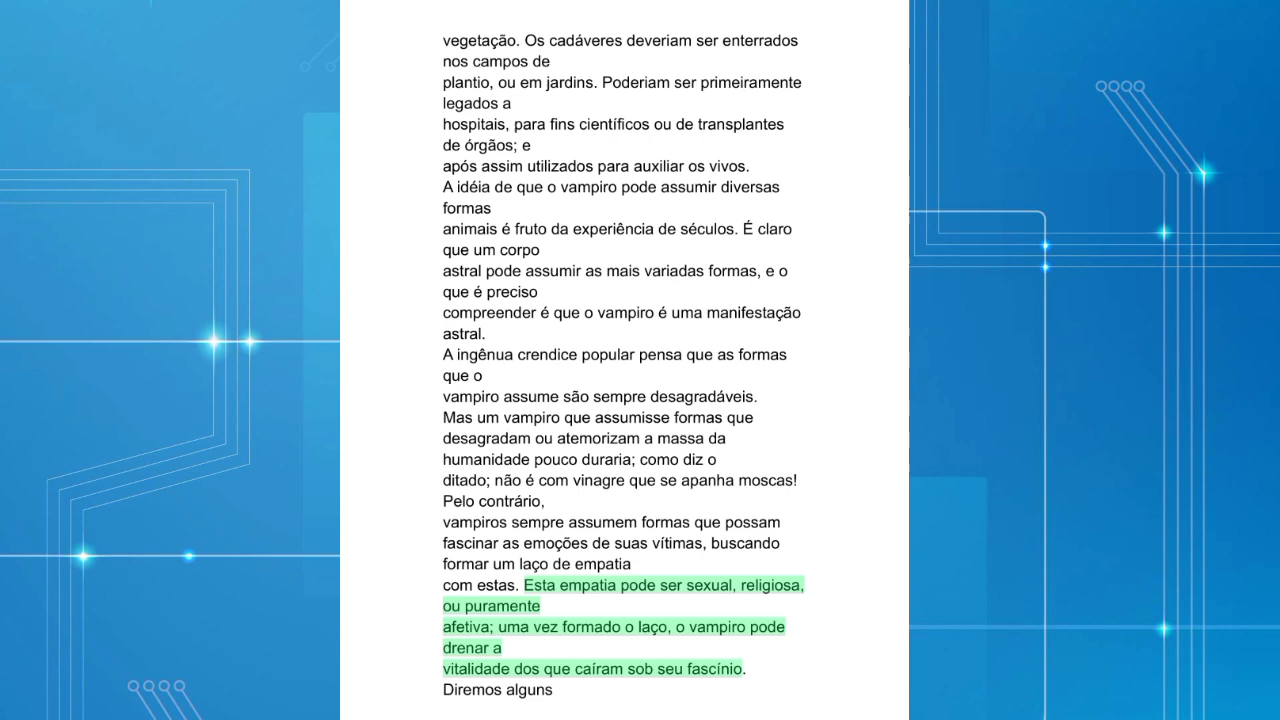 vegetação. Os cadáveres deveriam ser enterrados
nos campos de
plantio, ou em jardins. Poderiam ser primeiramente
legados a
hospitais, para fins científicos ou de transplantes
de órgãos; e
após assim utilizados para auxiliar os vivos.
A idéia de que o vampiro pode assumir diversas
formas
animais é fruto da experiência de séculos. É claro
que um corpo
astral pode assumir as mais variadas formas, e o
que é preciso
compreender é que o vampiro é uma manifestação
astral.
A ingênua crendice popular pensa que as formas
que o
vampiro assume são sempre desagradáveis.
Mas um vampiro que assumisse formas que
desagradam ou atemorizam a massa da
humanidade pouco duraria; como diz o
ditado; não é com vinagre que se apanha moscas!
Pelo contrário,
vampiros sempre assumem formas que possam
fascinar as emoções de suas vítimas, buscando
formar um laço de empatia
com estas. Esta empatia pode ser sexual, religiosa,
ou puramente
afetiva; uma vez formado o laço, o vampiro pode
drenar a
vitalidade dos que caíram sob seu fascínio.
Diremos alguns